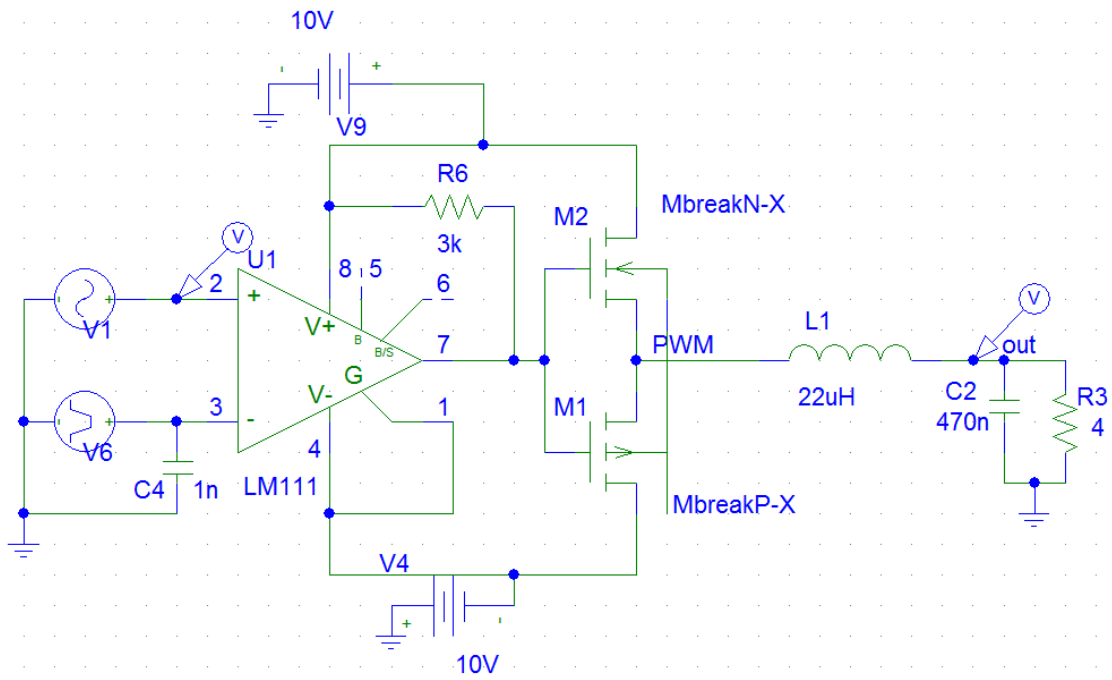 10V
-
+
V9
R6
3k
M2
MbreakN-X
V
U1
2
+
8
5
6
V1
V+
B
B/S
7
PWM
L1
V
out
G
V-
1
M1
22uH
C2
470n
R3
4
3
-
V6
4
C4
1n
LM111
MbreakP-X
V4
+
-
10V